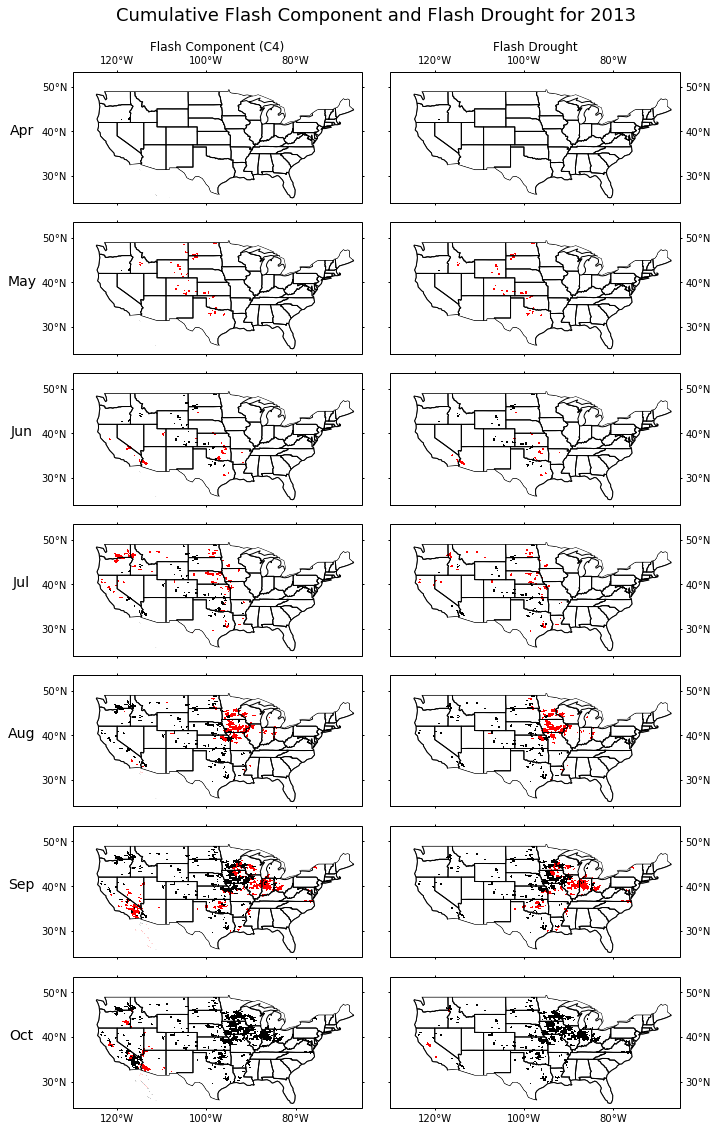 Cumulative Flash Component and Flash Drought for 2013
Flash Component (C4) Flash Drought
120°W 100°W 80°W 120°W 100°W 80°W
50°N 50°N
Apr 40°N 40°N
30°N 30°N
50°N 50°N
May 40°N 40°N
30°N 30°N
50°N 50°N
Jun 40°N 40°N
30°N 30°N
50°N 50°N
Jul 40°N 40°N
30°N 30°N
50°N 50°N
Aug 40°N 40°N
30°N 30°N
50°N 50°N
Sep 40°N 40°N
30°N 30°N
50°N 50°N
Oct 40°N 40°N
30°N 30°N
120°W 100°W 80°W 120°W 100°W 80°W